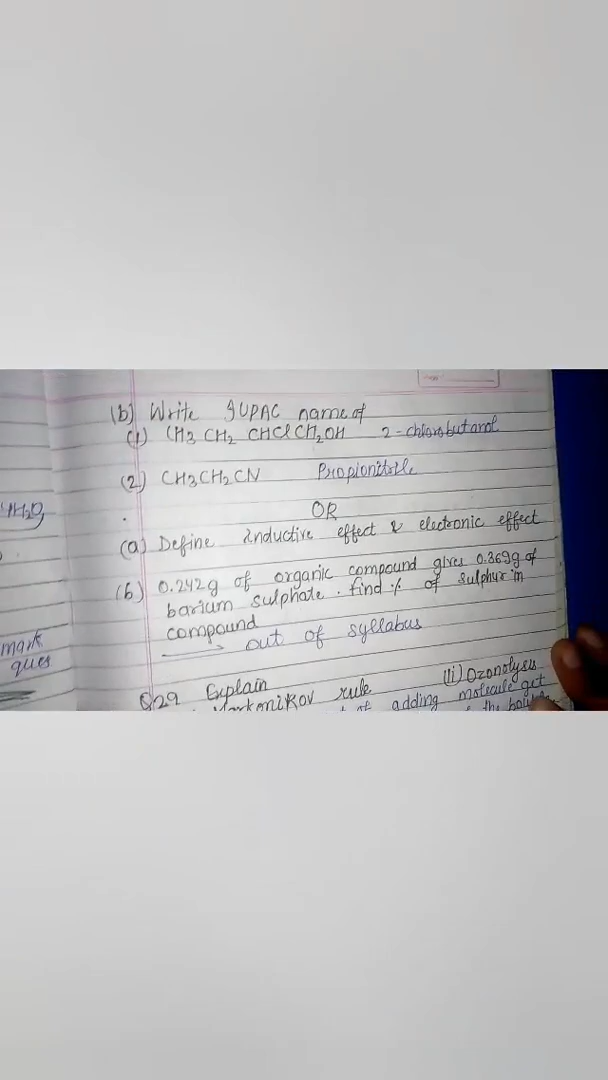 (b) Write IUPAC name of
(1) CH3 CH2 CHCl CH2OH 2-chlorobutanol
(2) CH3CH2CN Propionitrile
OR
(a) Define inductive effect & electronic effect
(b) 0.242g of organic compound gives 0.369g of
barium sulphate. find % of sulphur in
compound
→ out of syllabus
mark
ques
Q29 Explain
Markonikov rule (ii) Ozonolysis
of adding molecule get